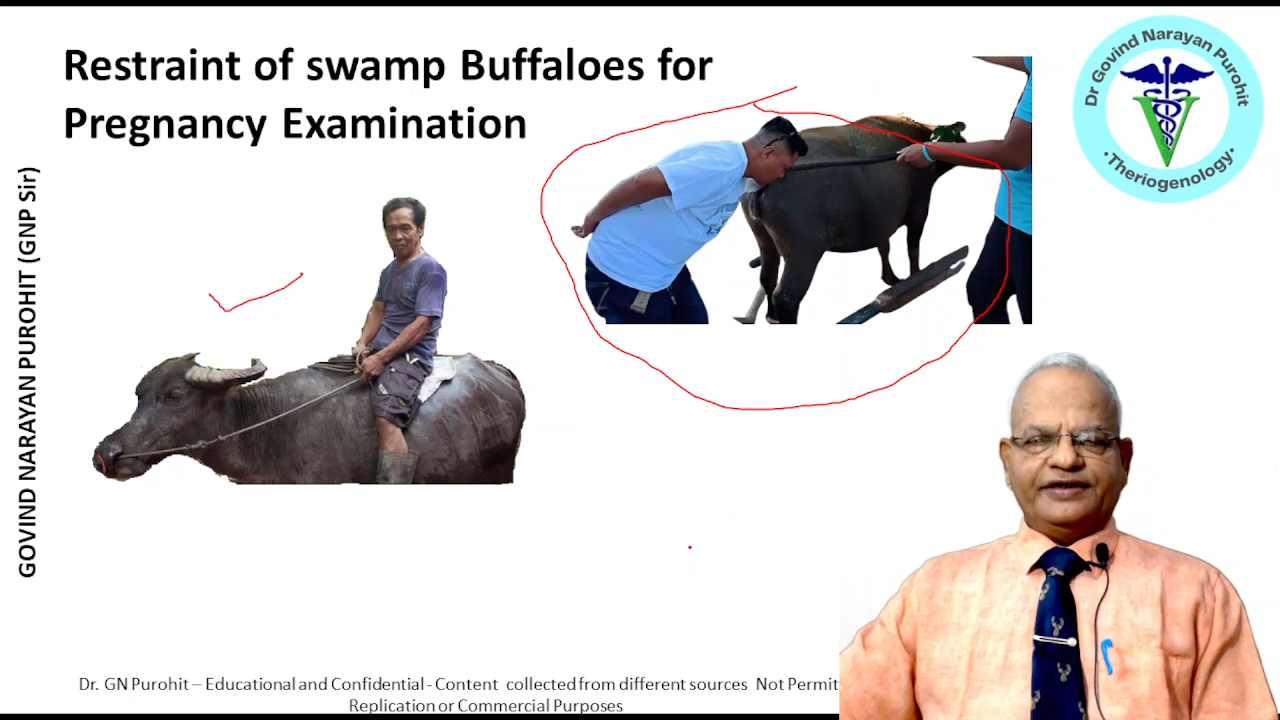 Restraint of swamp Buffaloes for
Pregnancy Examination
Dr Govind Narayan Purohit
V
• Theriogenology •
GOVIND NARAYAN PUROHIT (GNP Sir)
Dr. GN Purohit – Educational and Confidential - Content collected from different sources Not Permit
Replication or Commercial Purposes